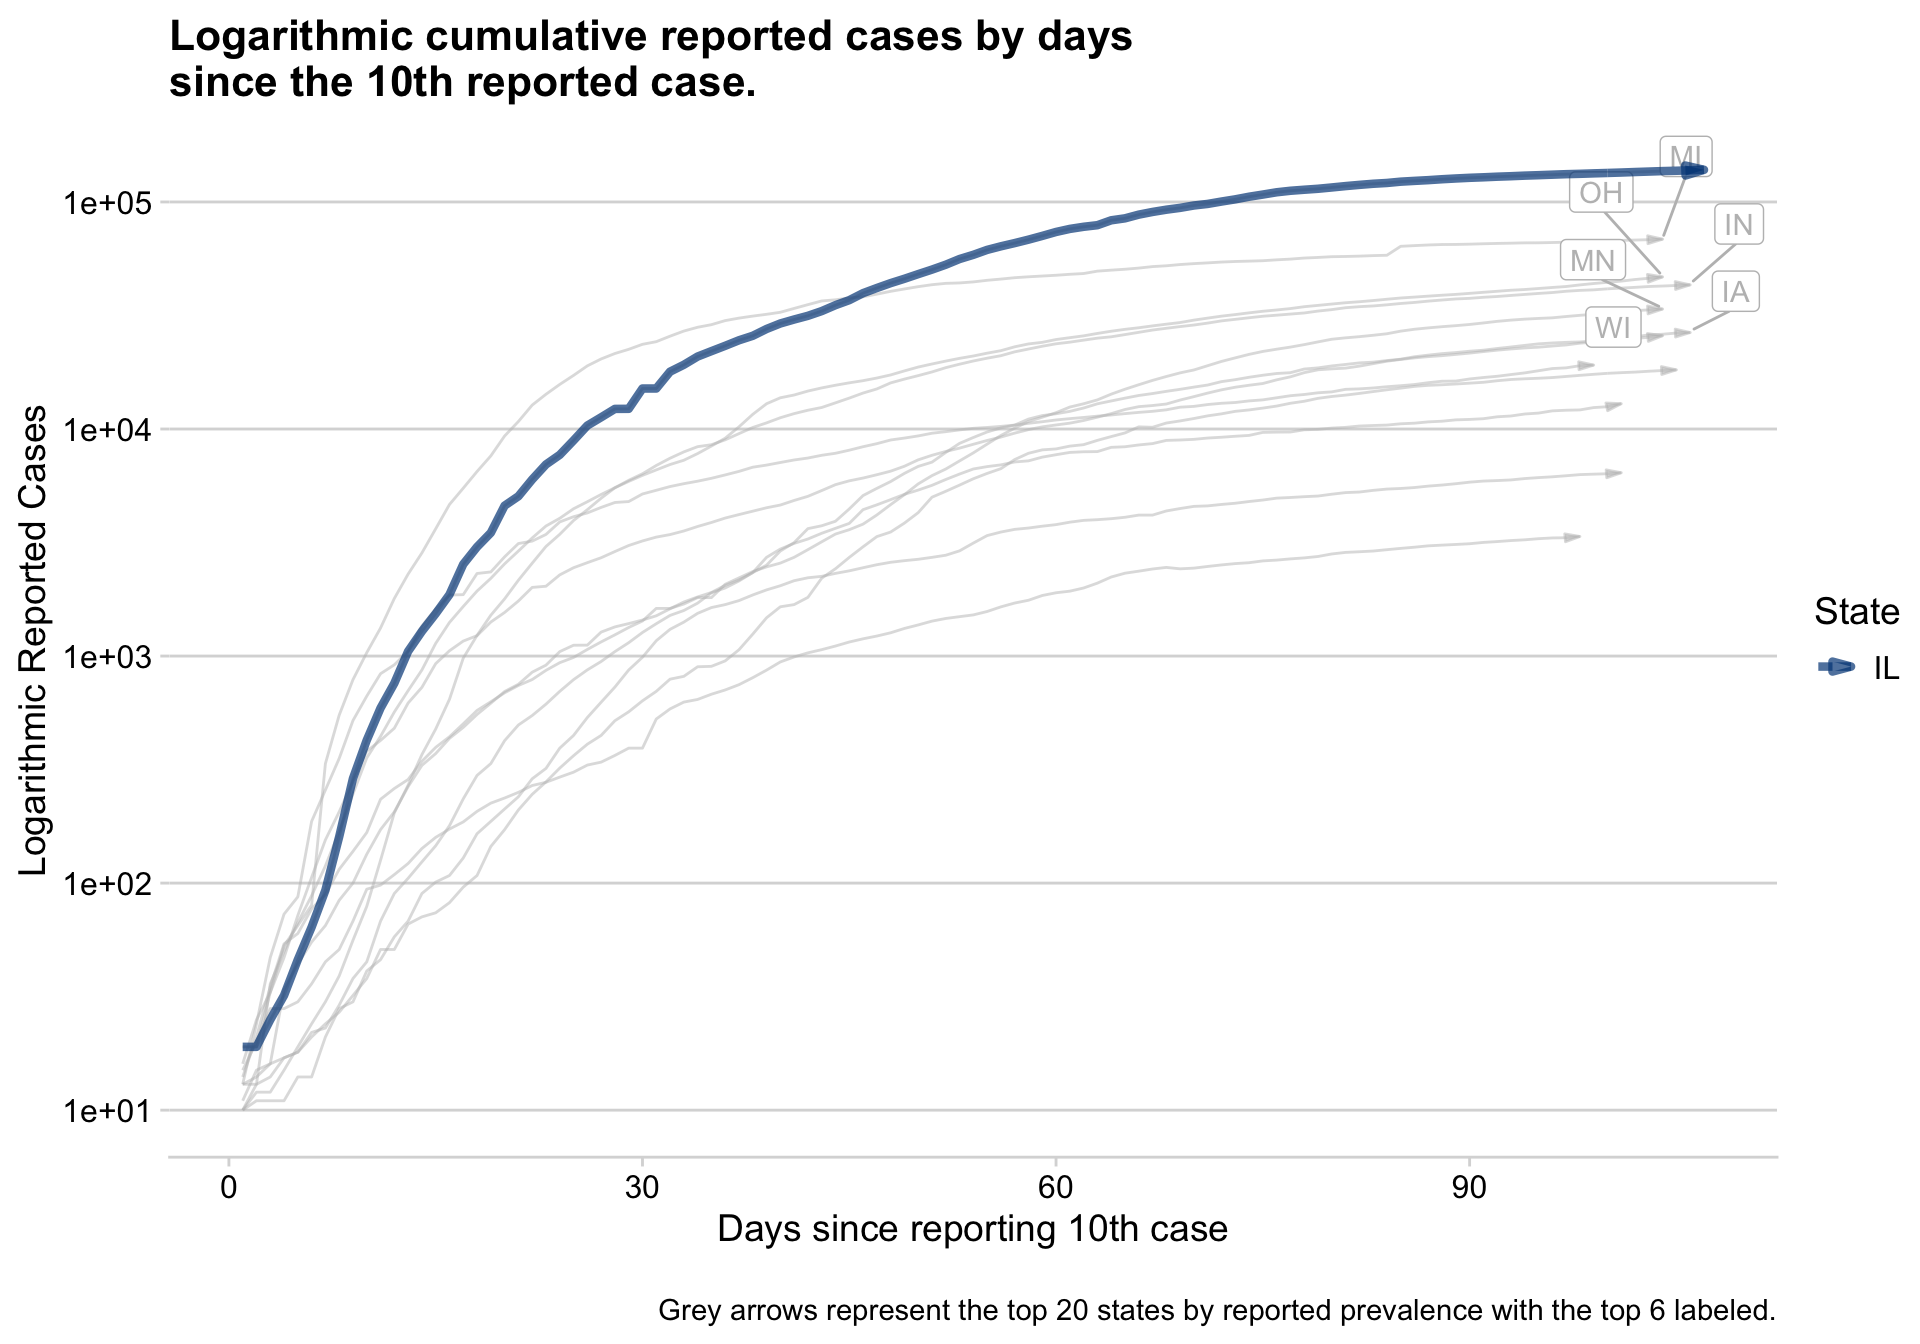 Logarithmic cumulative reported cases by days
since the 10th reported case.
MI
OH
IN
MN
IA
WI
1e+05
1e+04
1e+03
1e+02
1e+01
Logarithmic Reported Cases
State
IL
0 30 60 90
Days since reporting 10th case
Grey arrows represent the top 20 states by reported prevalence with the top 6 labeled.